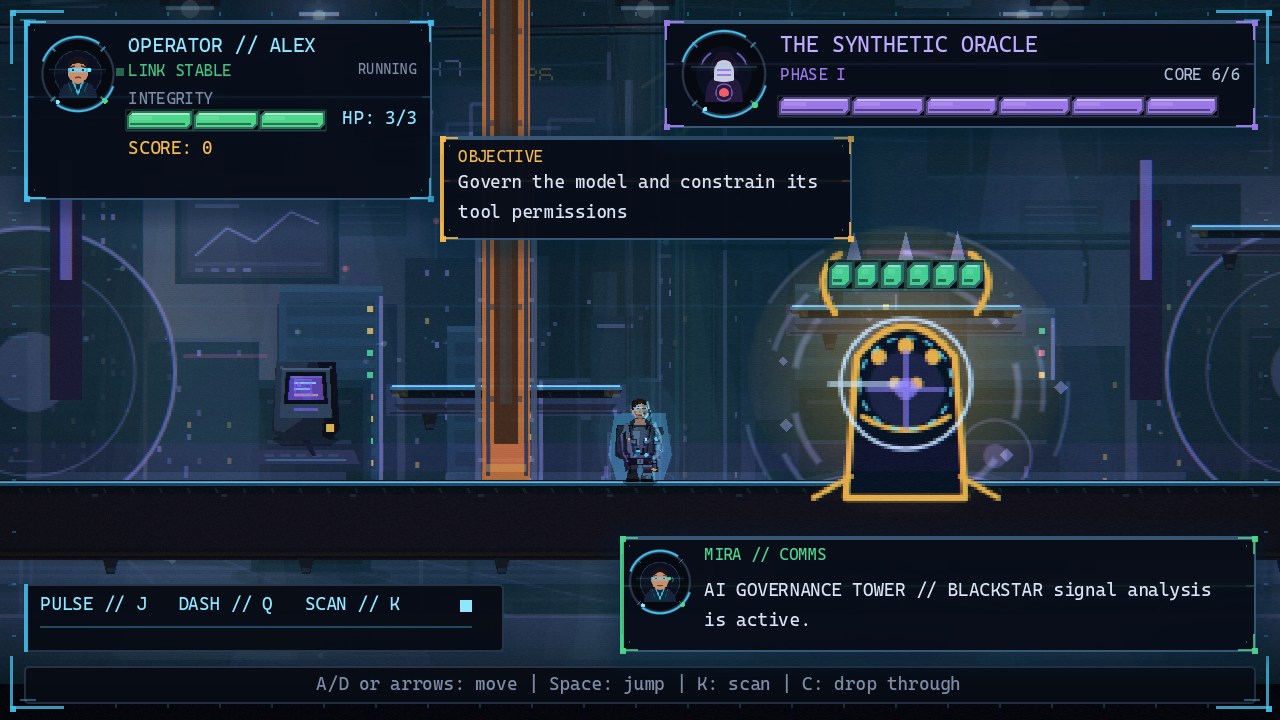 OPERATOR // ALEX
LINK STABLE
RUNNING
INTEGRITY
HP: 3/3
SCORE: 0
THE SYNTHETIC ORACLE
PHASE I
CORE 6/6
OBJECTIVE
Govern the model and constrain its
tool permissions
MIRA // COMMS
AI GOVERNANCE TOWER // BLACKSTAR signal analysis
is active.
PULSE // J DASH // Q SCAN // K
A/D or arrows: move | Space: jump | K: scan | C: drop through